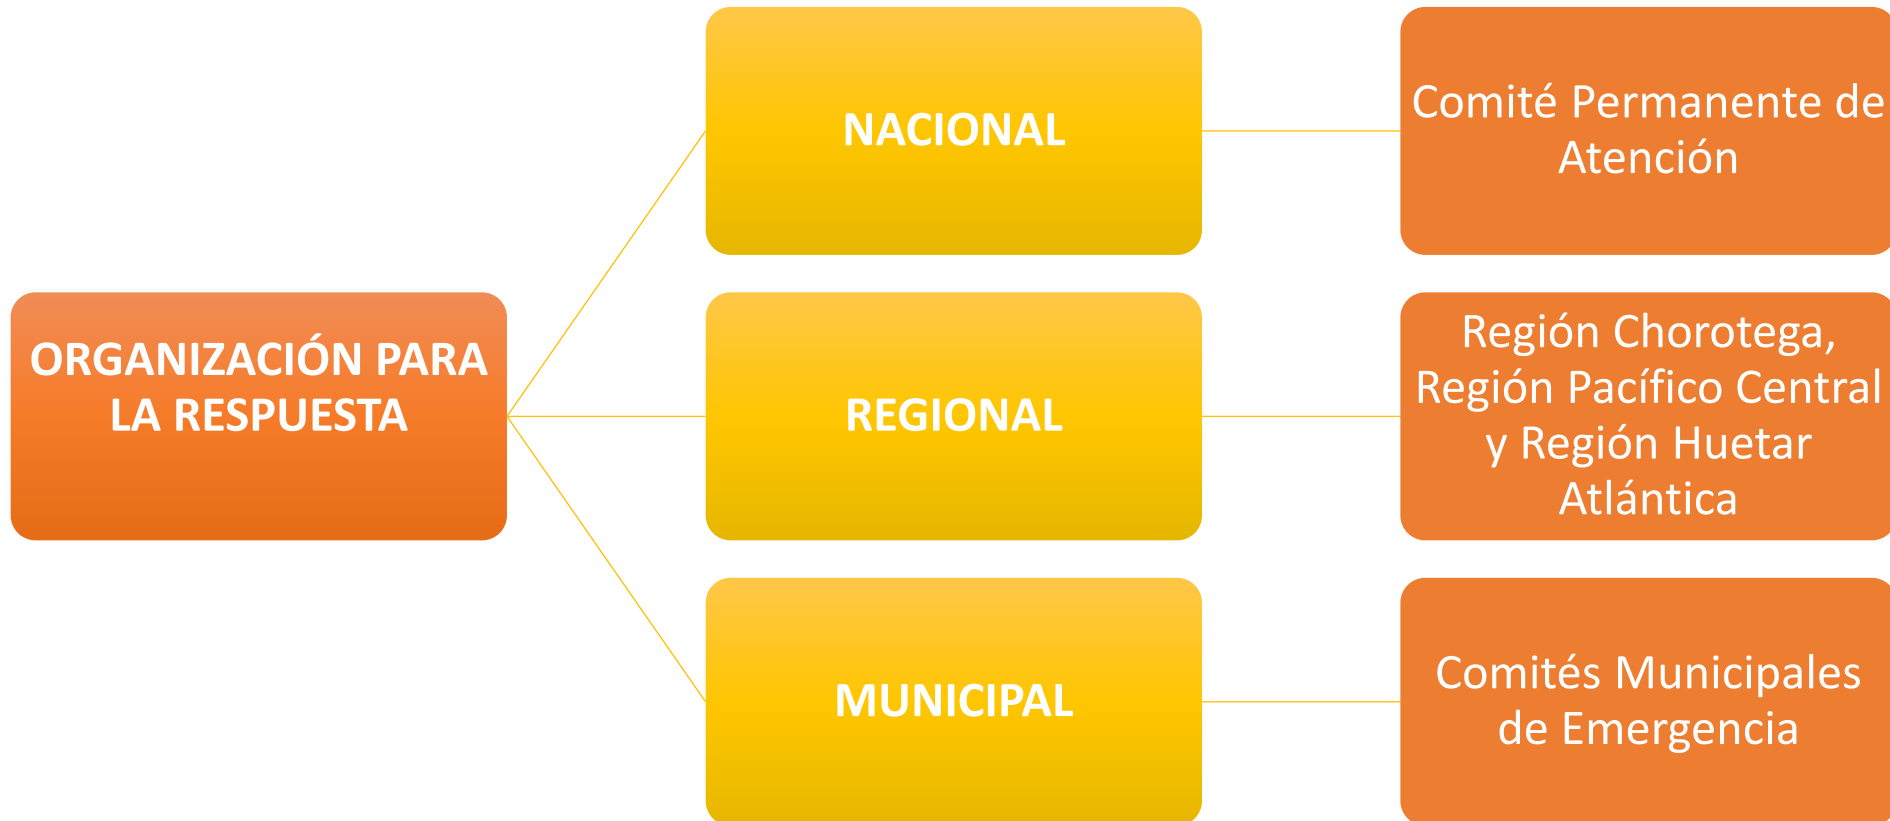 ORGANIZACIÓN PARA
LA RESPUESTA
NACIONAL
Comité Permanente de
Atención
REGIONAL
Región Chorotega,
Región Pacífico Central
y Región Huetar
Atlántica
MUNICIPAL
Comités Municipales
de Emergencia